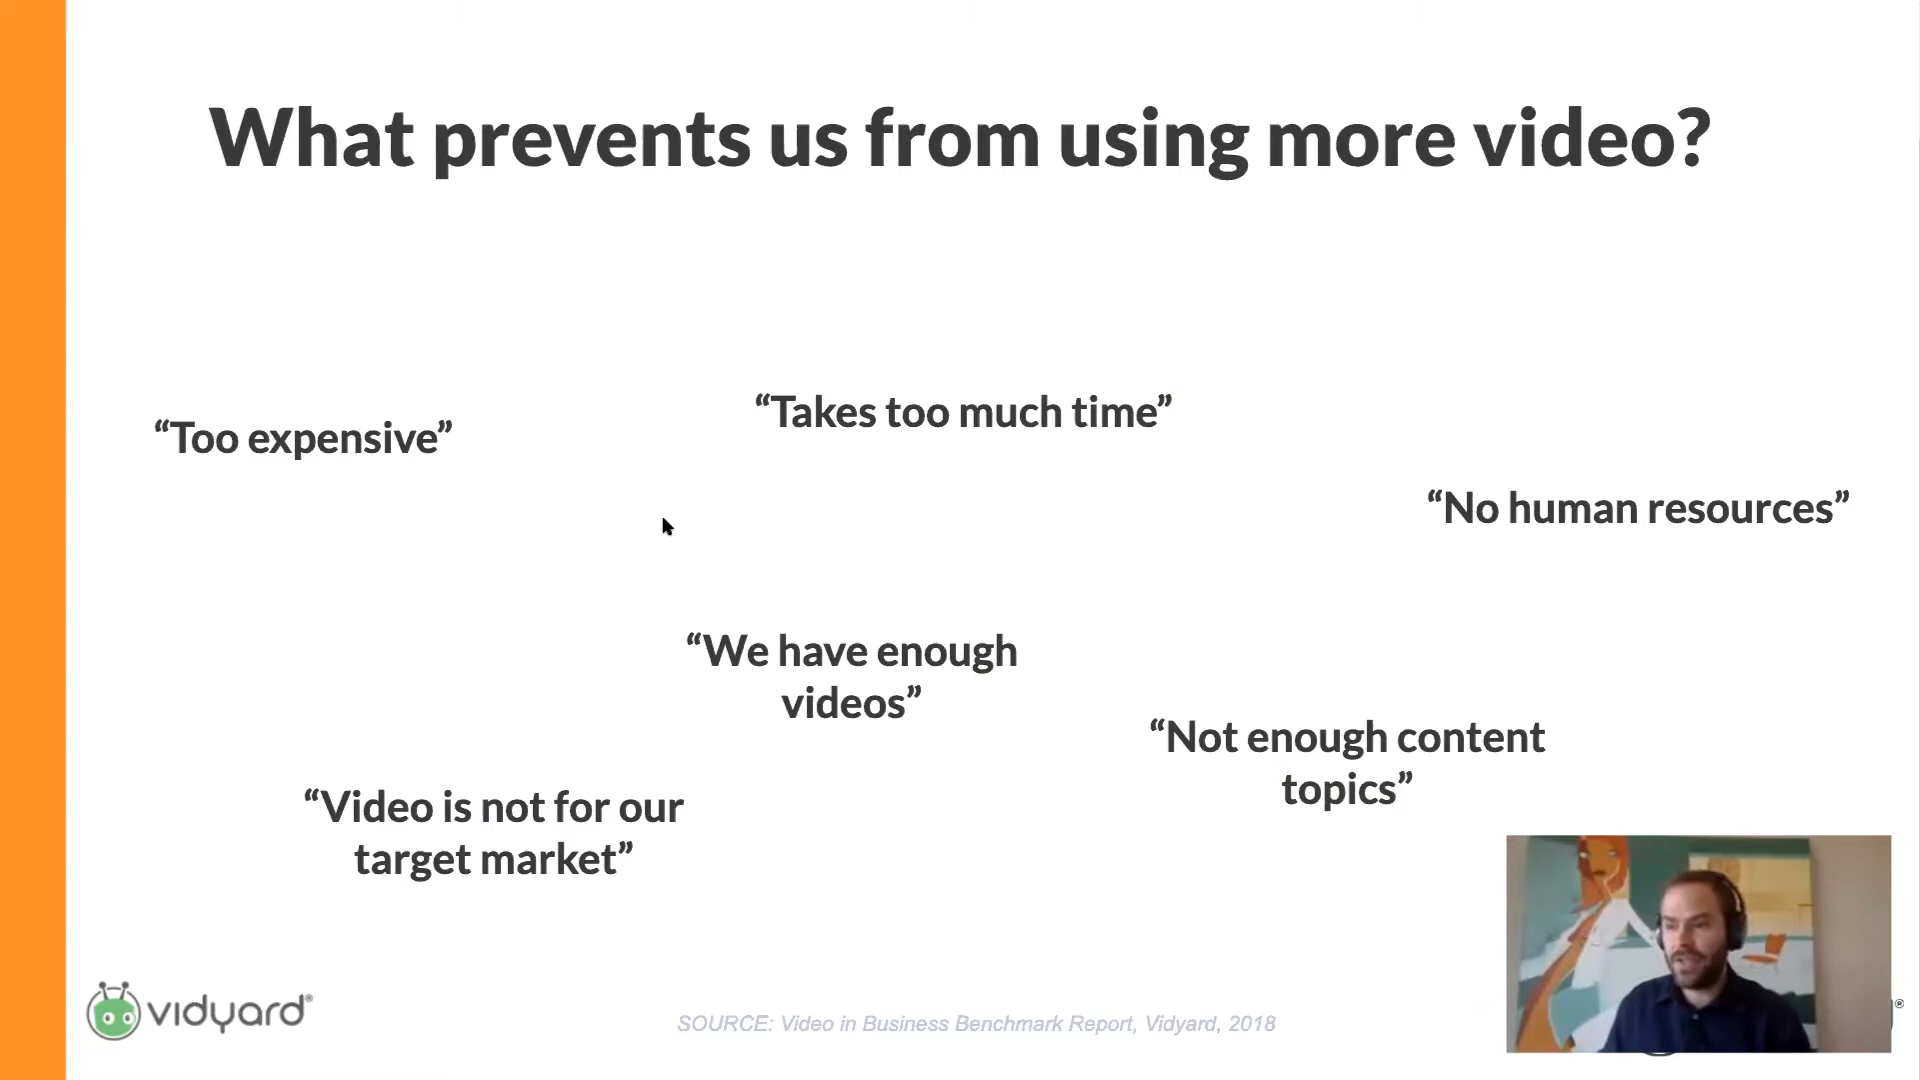 What prevents us from using more video?
“Too expensive”
“Takes too much time”
“No human resources”
“We have enough
videos”
“Not enough content
topics”
“Video is not for our
target market”
vidyard®
SOURCE: Video in Business Benchmark Report, Vidyard, 2018
®